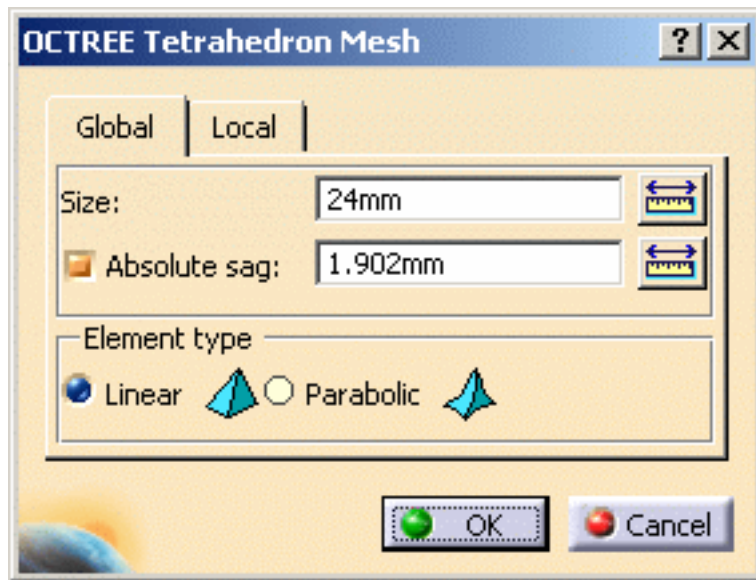 OCTREE Tetrahedron Mesh ? X
Global Local
Size: 24mm
Absolute sag: 1.902mm
Element type
Linear Parabolic
OK Cancel